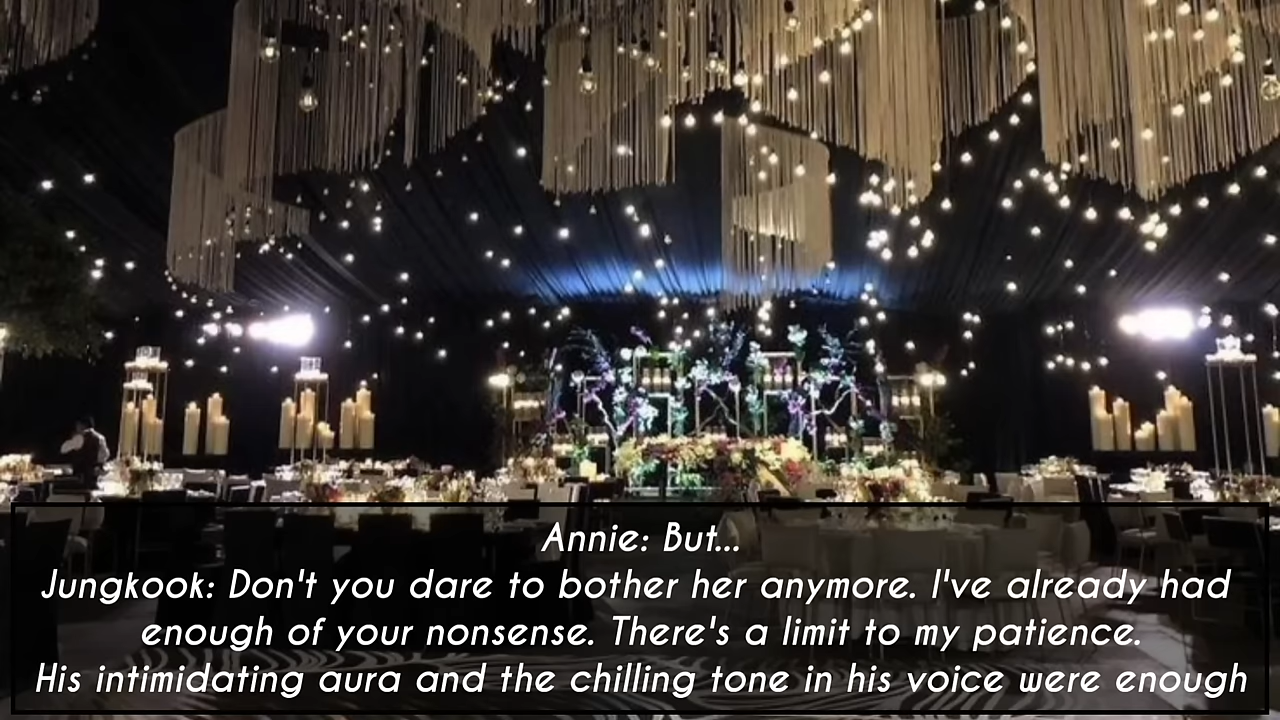 Annie: But...
Jungkook: Don't you dare to bother her anymore. I've already had
enough of your nonsense. There's a limit to my patience.
His intimidating aura and the chilling tone in his voice were enough